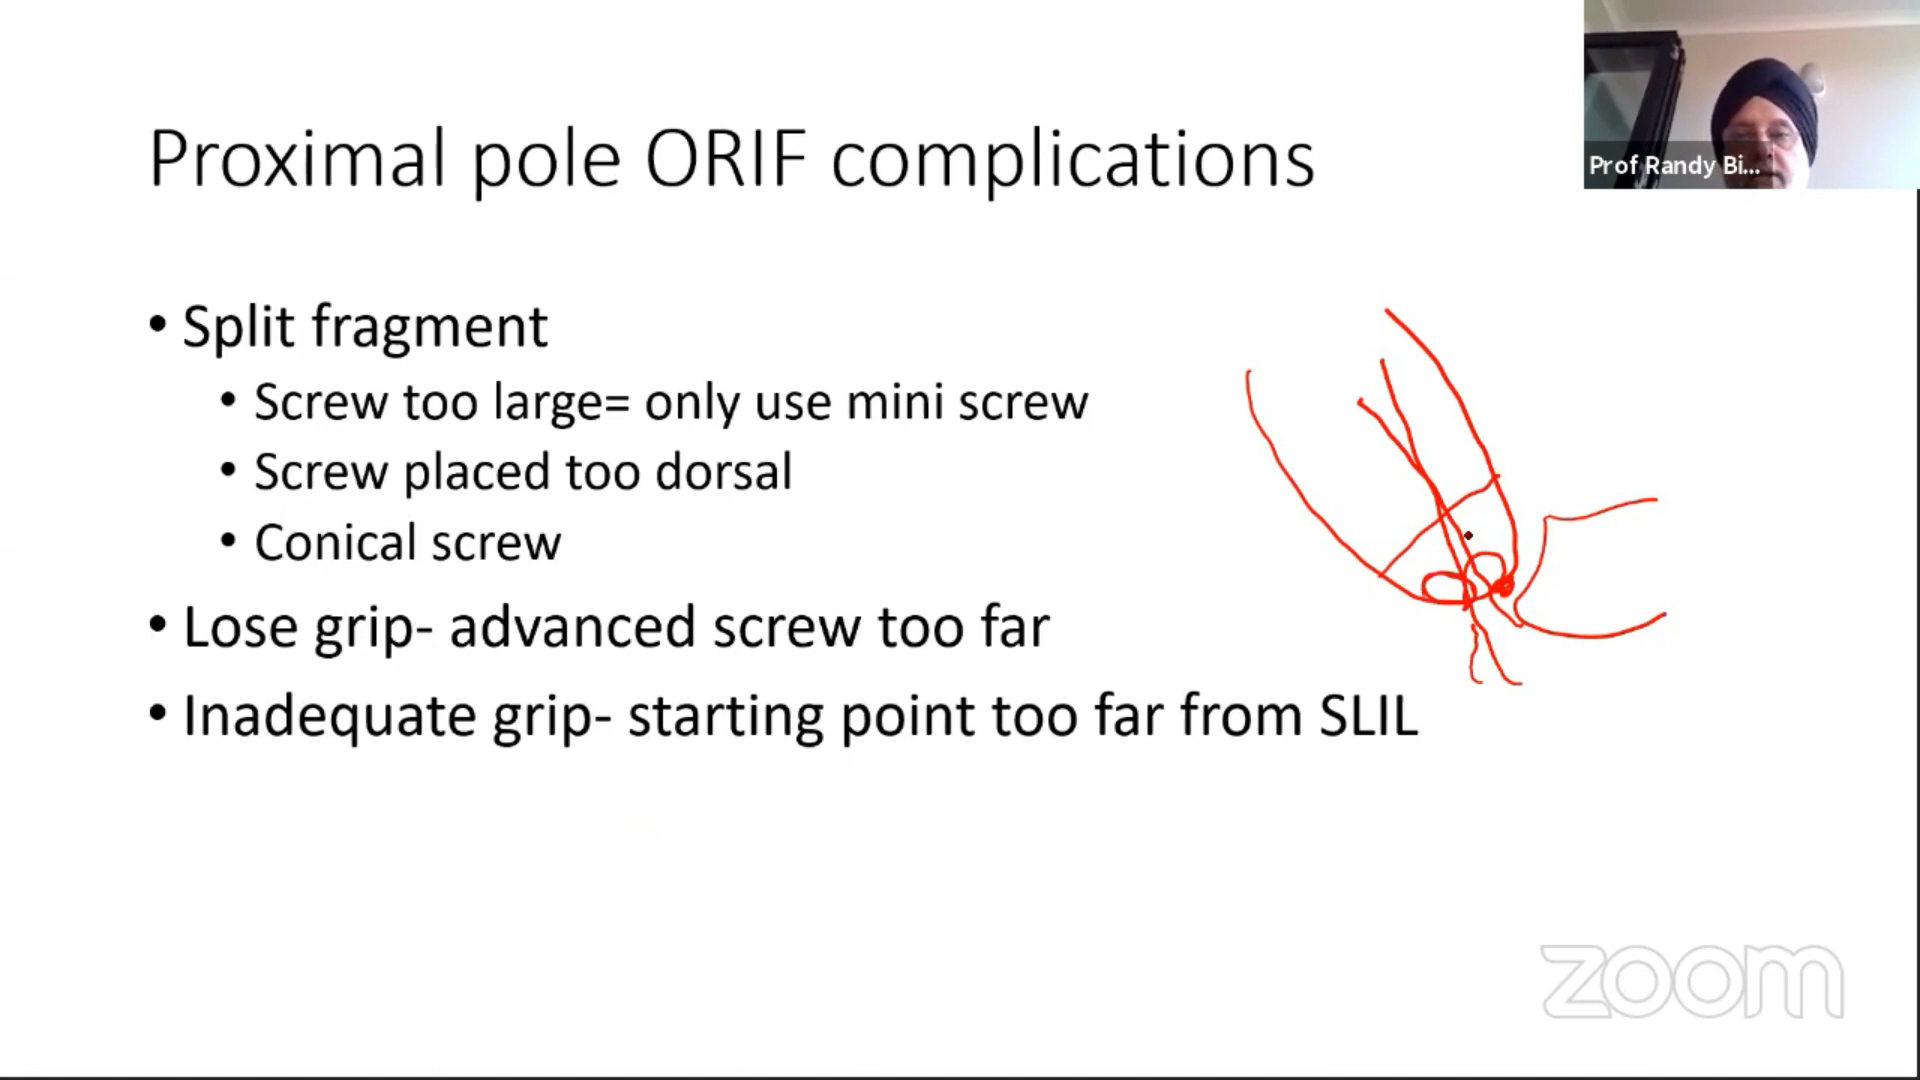 Prof Randy Bi...
Proximal pole ORIF complications
• Split fragment
• Screw too large= only use mini screw
• Screw placed too dorsal
• Conical screw
• Lose grip- advanced screw too far
• Inadequate grip- starting point too far from SLIL
zoom